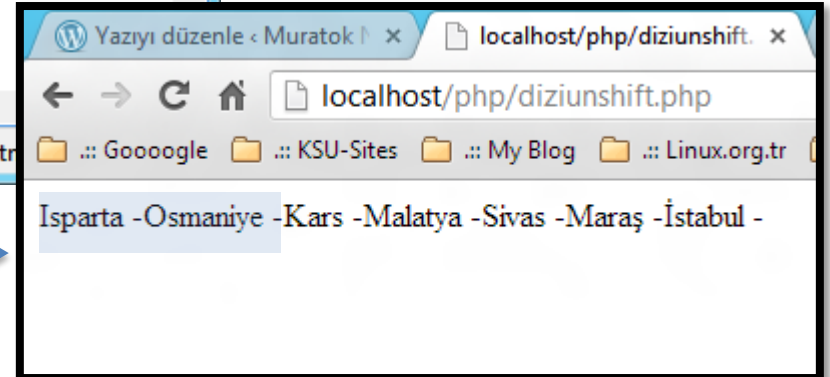 Yazıyı düzenle ‹ Muratok N × localhost/php/diziunshift. ×
localhost/php/diziunshift.php
tr .:: Goooogle .:: KSU-Sites .:: My Blog .:: Linux.org.tr
Isparta -Osmaniye -Kars -Malatya -Sivas -Maraş -İstabul -